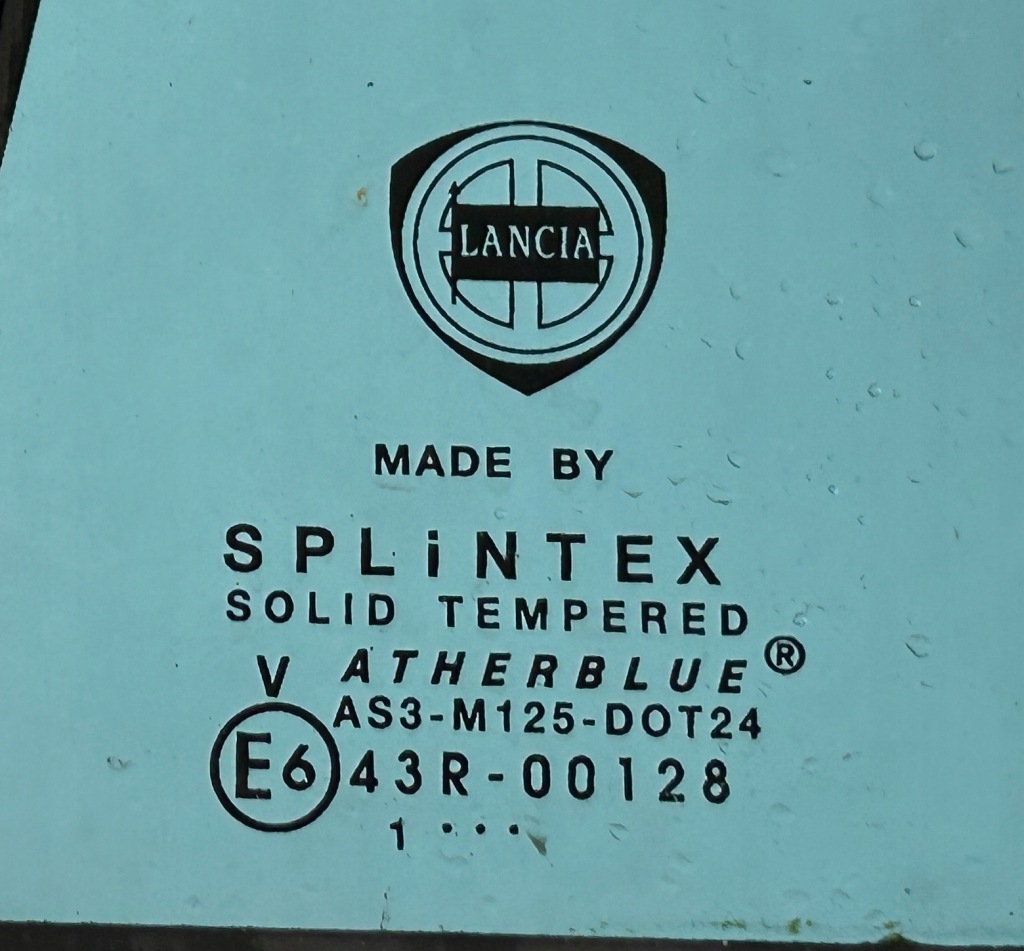 LANCIA
MADE BY
SPLiNTEX
SOLID TEMPERED
V ATHERBLUE®
AS3-M125-DOT24
E6 43R-00128
1 • • •